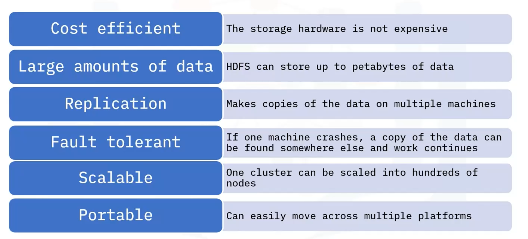 Cost efficient
The storage hardware is not expensive
Large amounts of data
HDFS can store up to petabytes of data
Replication
Makes copies of the data on multiple machines
Fault tolerant
If one machine crashes, a copy of the data can
be found somewhere else and work continues
Scalable
One cluster can be scaled into hundreds of
nodes
Portable
Can easily move across multiple platforms